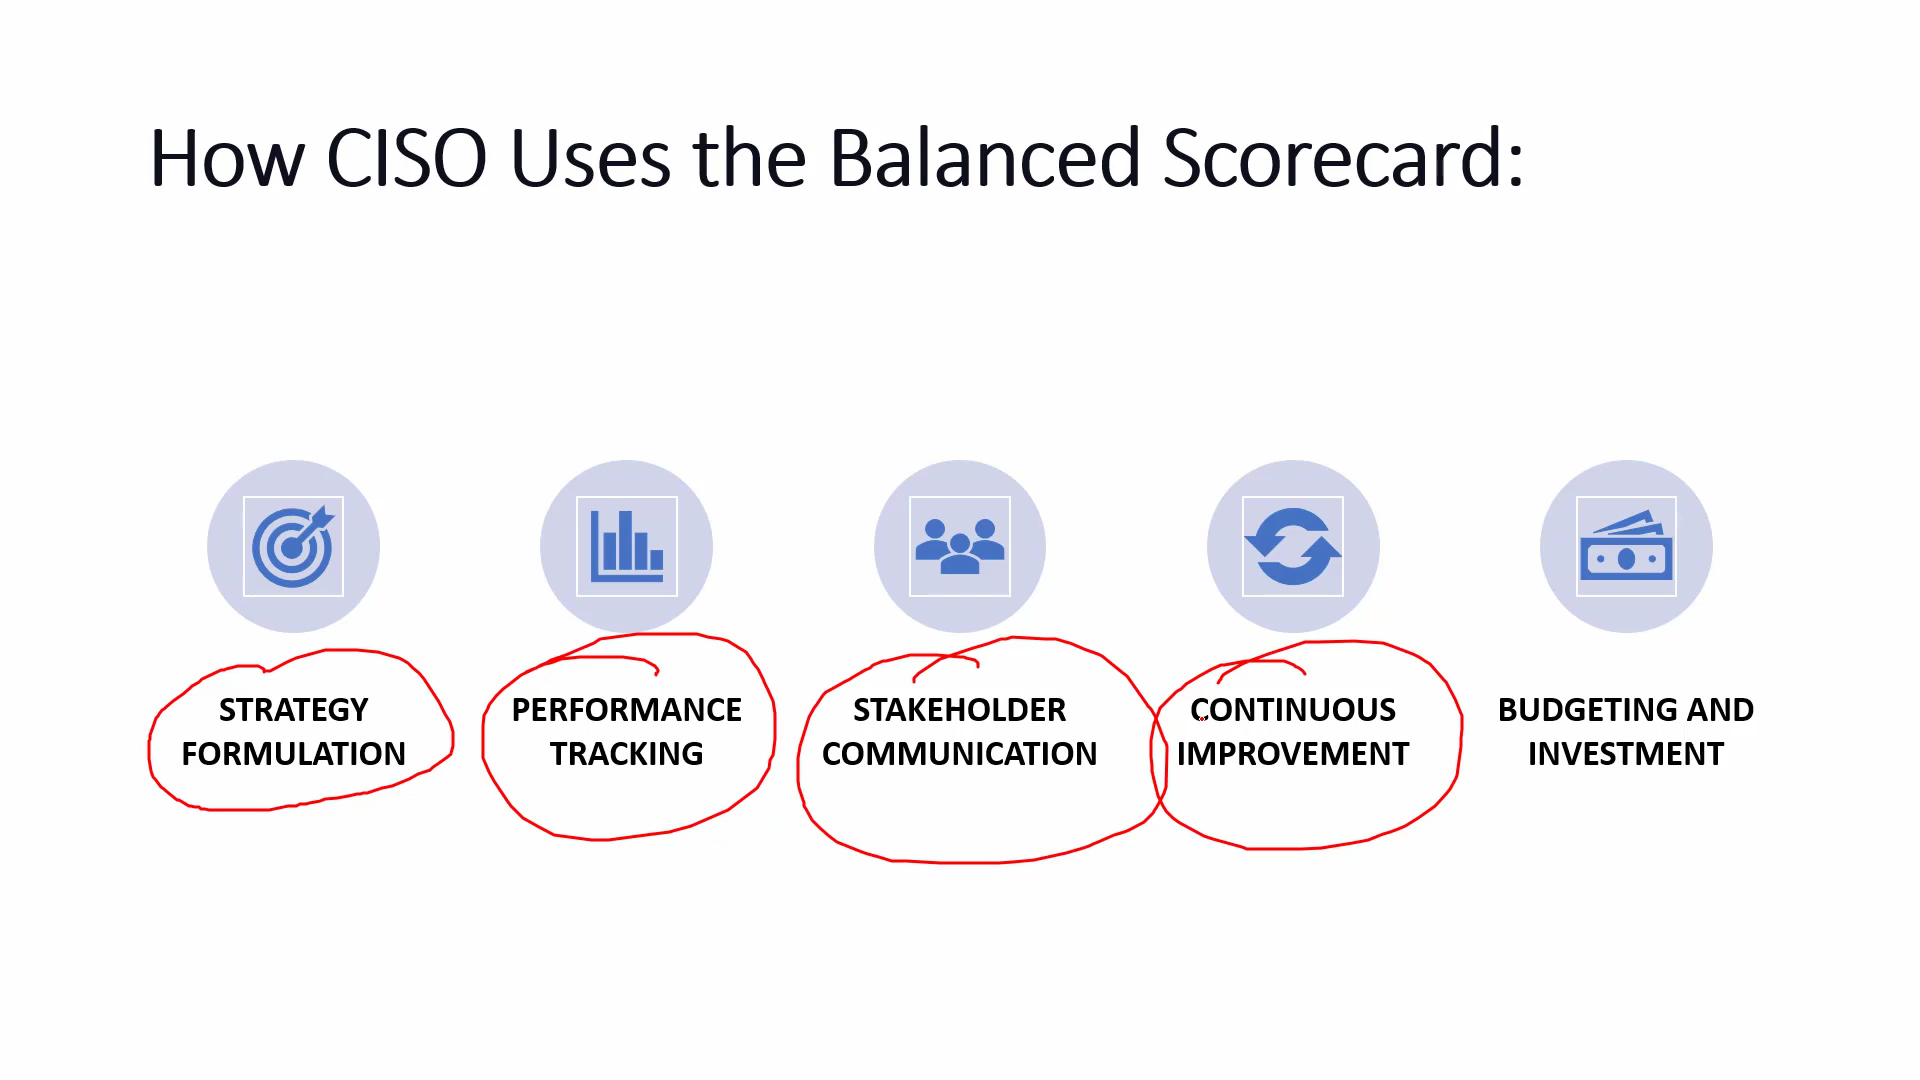 How CISO Uses the Balanced Scorecard:
STRATEGY
FORMULATION
PERFORMANCE
TRACKING
STAKEHOLDER
COMMUNICATION
CONTINUOUS
IMPROVEMENT
BUDGETING AND
INVESTMENT